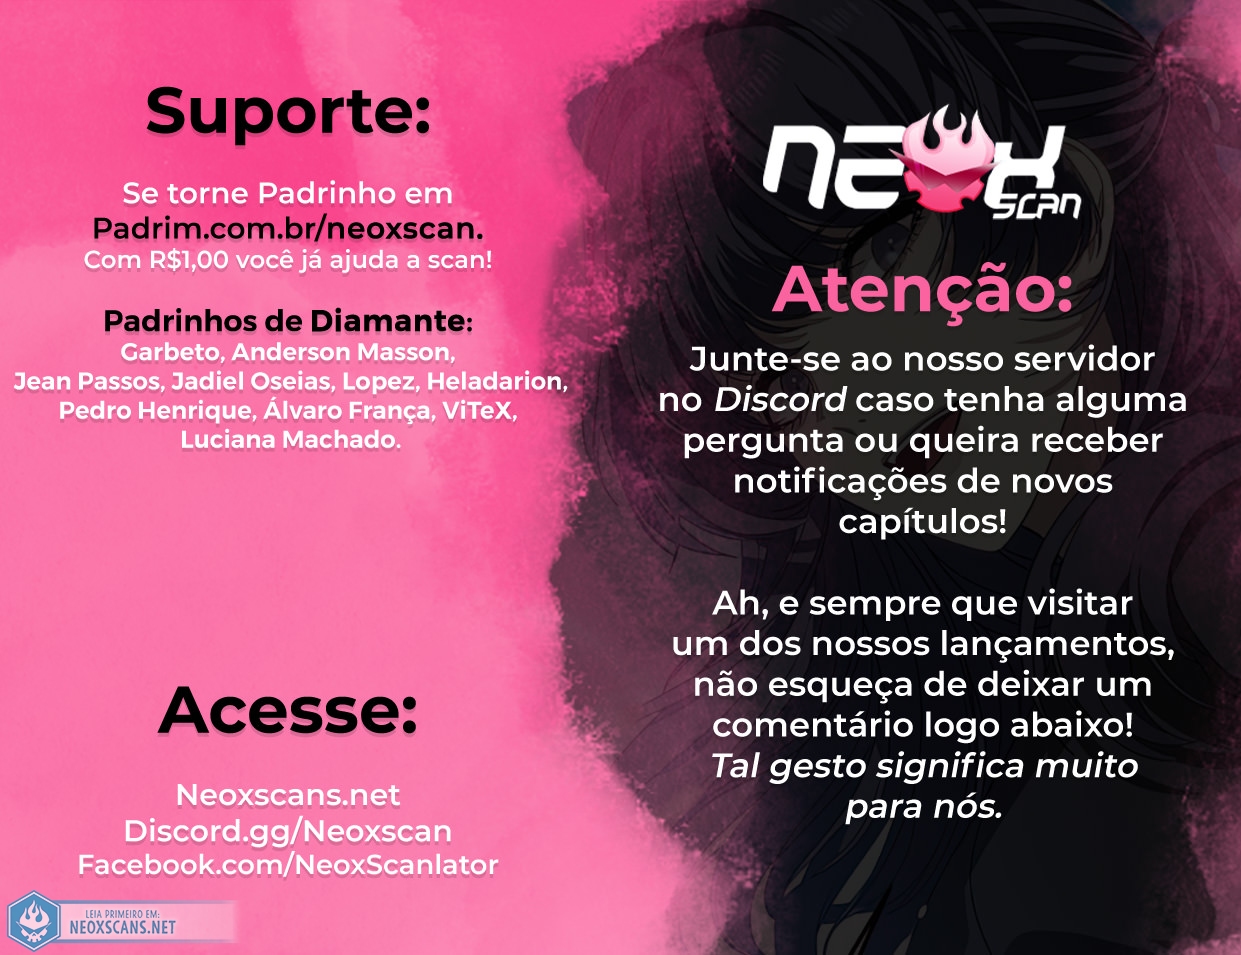 Suporte:
Se torne Padrinho em
Padrim.com.br/neoxscan.
Com R$1,00 você já ajuda a scan!
Padrinhos de Diamante:
Garbeto, Anderson Masson,
Jean Passos, Jadiel Oseias, Lopez, Heladarion,
Pedro Henrique, Álvaro França, ViTeX,
Luciana Machado.
Acesse:
Neoxscans.net
Discord.gg/Neoxscan
Facebook.com/NeoxScanlator
LEIA PRIMEIRO EM:
NEOXSCANS.NET
NEOX
SCAN
Atenção:
Junte-se ao nosso servidor
no Discord caso tenha alguma
pergunta ou queira receber
notificações de novos
capítulos!
Ah, e sempre que visitar
um dos nossos lançamentos,
não esqueça de deixar um
comentário logo abaixo!
Tal gesto significa muito
para nós.